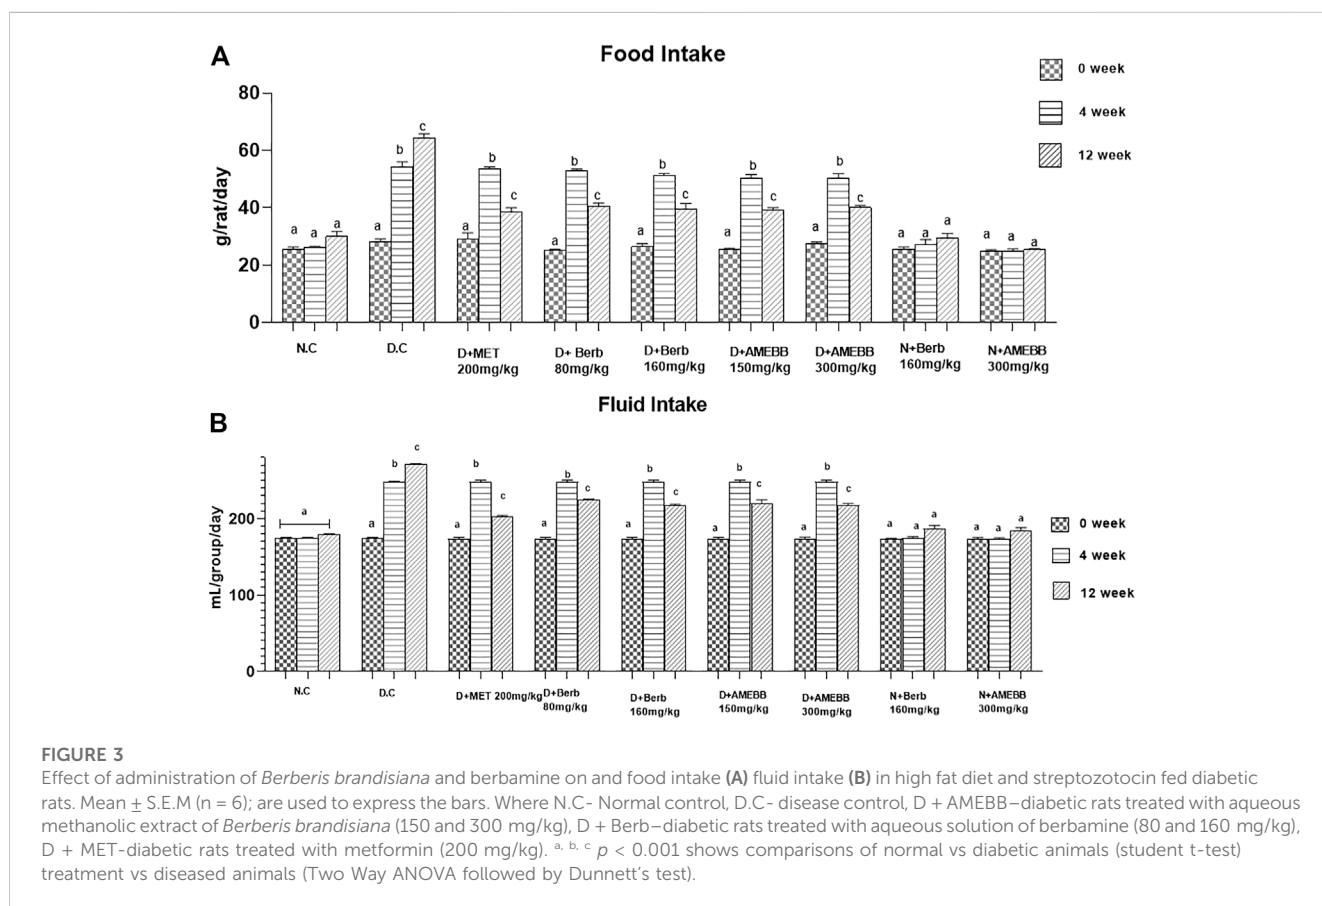 A
Food Intake
0 week
4 week
12 week
80
60
40
20
0
g/rat/day
a a a
a b c
a b c
a b c
a b c
a b c
a b c
a a a
a a a
N.C
D.C
D+MET
200mg/kg
D+ Berb
80mg/kg
D+Berb
160mg/kg
D+AMEBB
150mg/kg
D+AMEBB
300mg/kg
N+Berb
160mg/kg
N+AMEBB
300mg/kg
B
Fluid Intake
200
100
0
mL/group/day
a
a b c
a b c
a b c
a b c
a b c
a b c
a a a
a a a
0 week
4 week
12 week
N.C
D.C
D+MET 200mg/kg
D+Berb
80mg/kg
D+Berb
160mg/kg
D+AMEBB
150mg/kg
D+AMEBB
300mg/kg
N+Berb
160mg/kg
N+AMEBB
300mg/kg
FIGURE 3
Effect of administration of Berberis brandisiana and berbamine on and food intake (A) fluid intake (B) in high fat diet and streptozotocin fed diabetic
rats. Mean ± S.E.M (n = 6); are used to express the bars. Where N.C- Normal control, D.C- disease control, D + AMEBB–diabetic rats treated with aqueous
methanolic extract of Berberis brandisiana (150 and 300 mg/kg), D + Berb–diabetic rats treated with aqueous solution of berbamine (80 and 160 mg/kg),
D + MET-diabetic rats treated with metformin (200 mg/kg). a, b, c p < 0.001 shows comparisons of normal vs diabetic animals (student t-test)
treatment vs diseased animals (Two Way ANOVA followed by Dunnett's test).